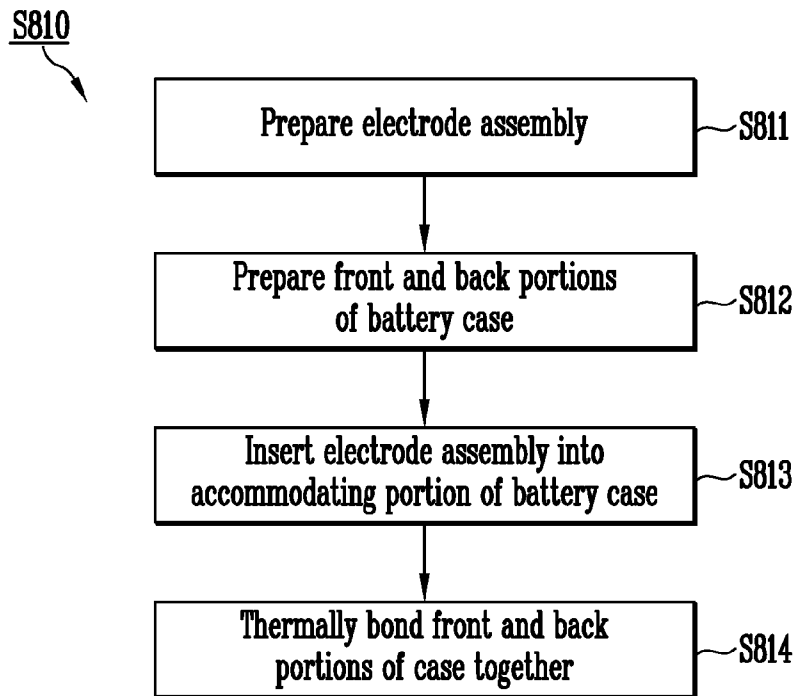 S810
Prepare electrode assembly
S811
Prepare front and back portions
of battery case
S812
Insert electrode assembly into
accommodating portion of battery case
S813
Thermally bond front and back
portions of case together
S814